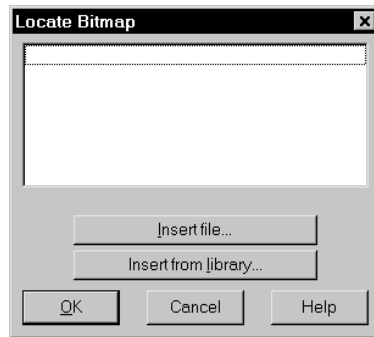 Locate Bitmap
Insert file...
Insert from library...
OK Cancel Help